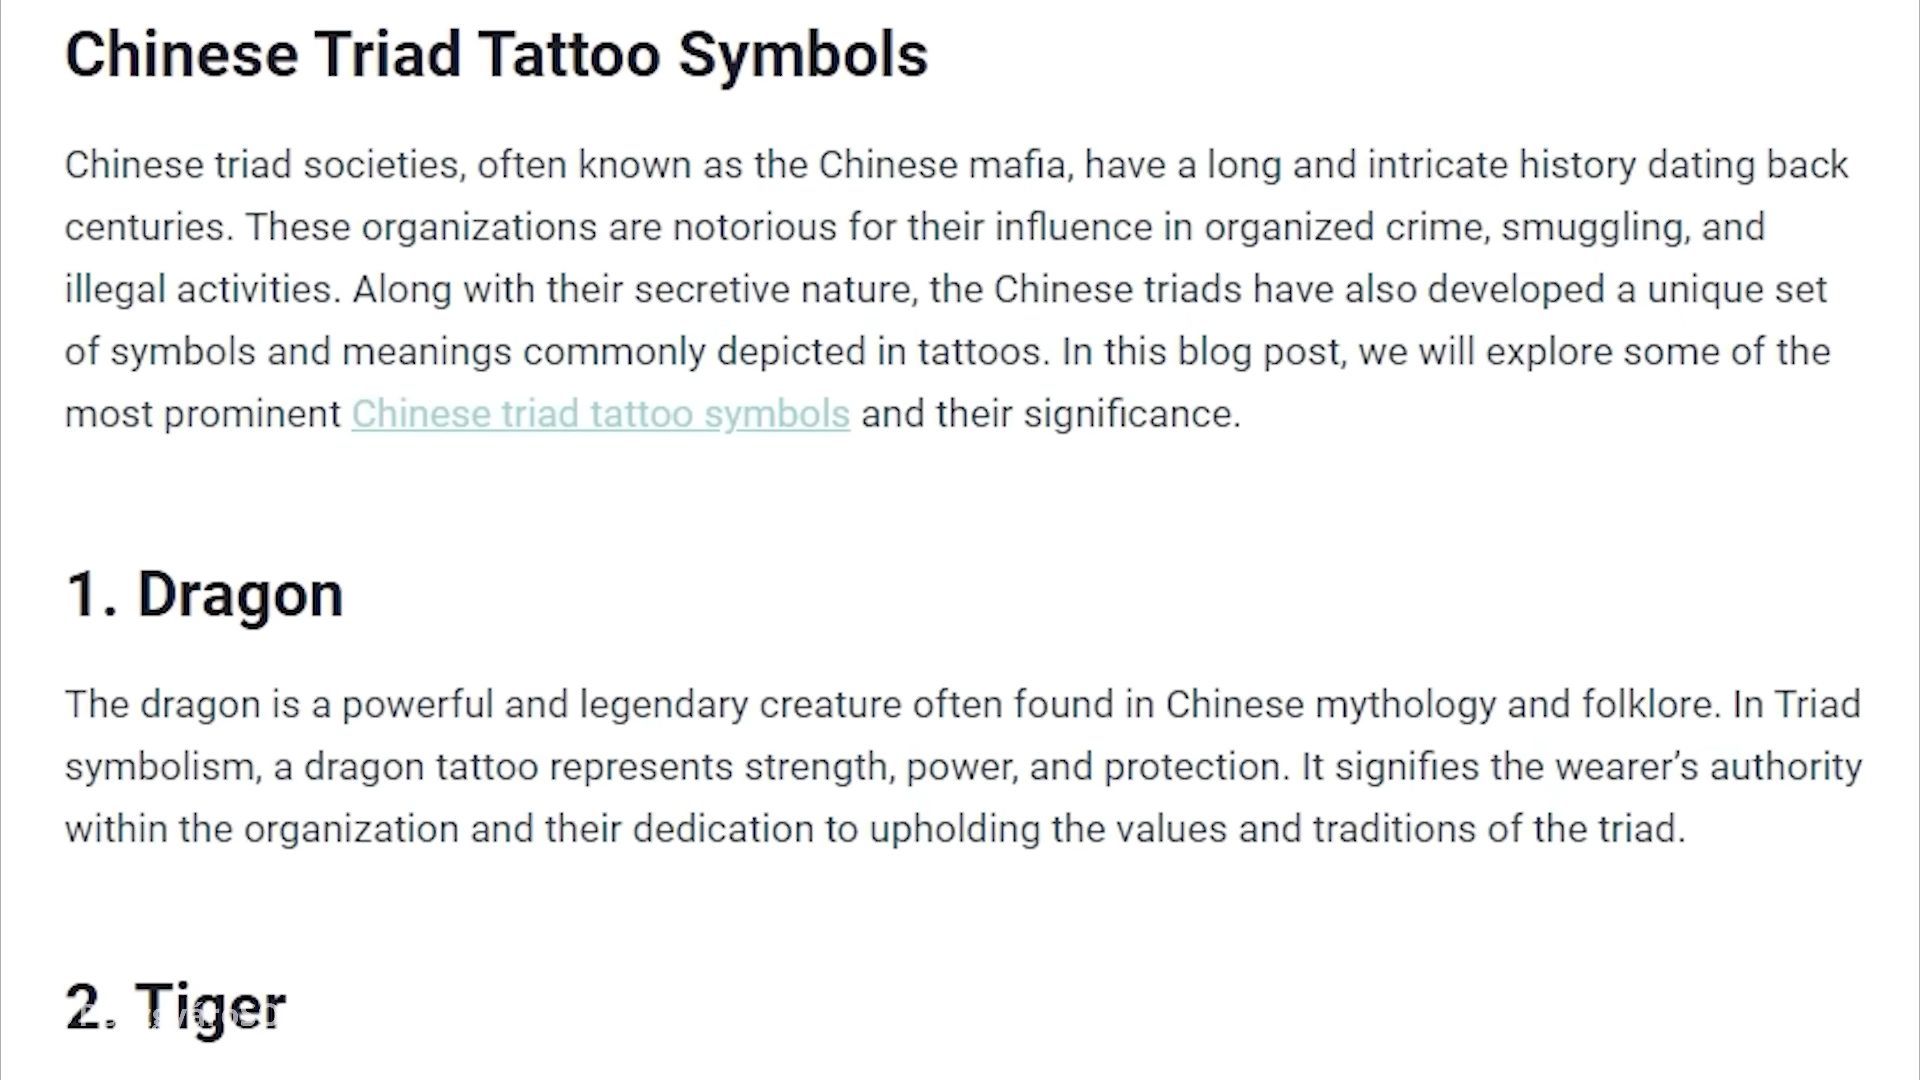 Chinese Triad Tattoo Symbols
Chinese triad societies, often known as the Chinese mafia, have a long and intricate history dating back
centuries. These organizations are notorious for their influence in organized crime, smuggling, and
illegal activities. Along with their secretive nature, the Chinese triads have also developed a unique set
of symbols and meanings commonly depicted in tattoos. In this blog post, we will explore some of the
most prominent Chinese triad tattoo symbols and their significance.
1. Dragon
The dragon is a powerful and legendary creature often found in Chinese mythology and folklore. In Triad
symbolism, a dragon tattoo represents strength, power, and protection. It signifies the wearer’s authority
within the organization and their dedication to upholding the values and traditions of the triad.
2. Tiger